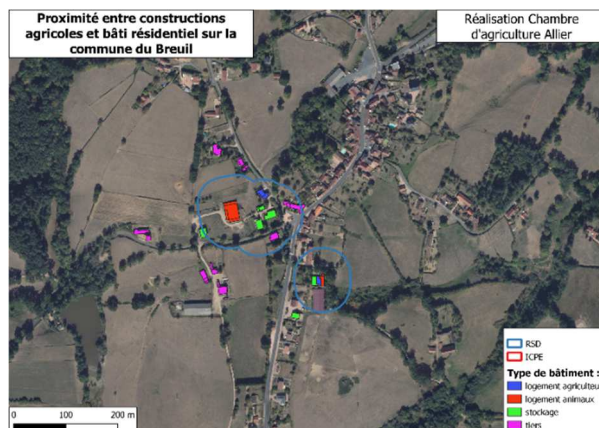 Proximité entre constructions
agricoles et bâti résidentiel sur la
commune du Breuil
Réalisation Chambre
d'agriculture Allier
RSD
ICPE
Type de bâtiment :
logement agriculteu
logement animaux
stockage
tiers
0 100 200 m